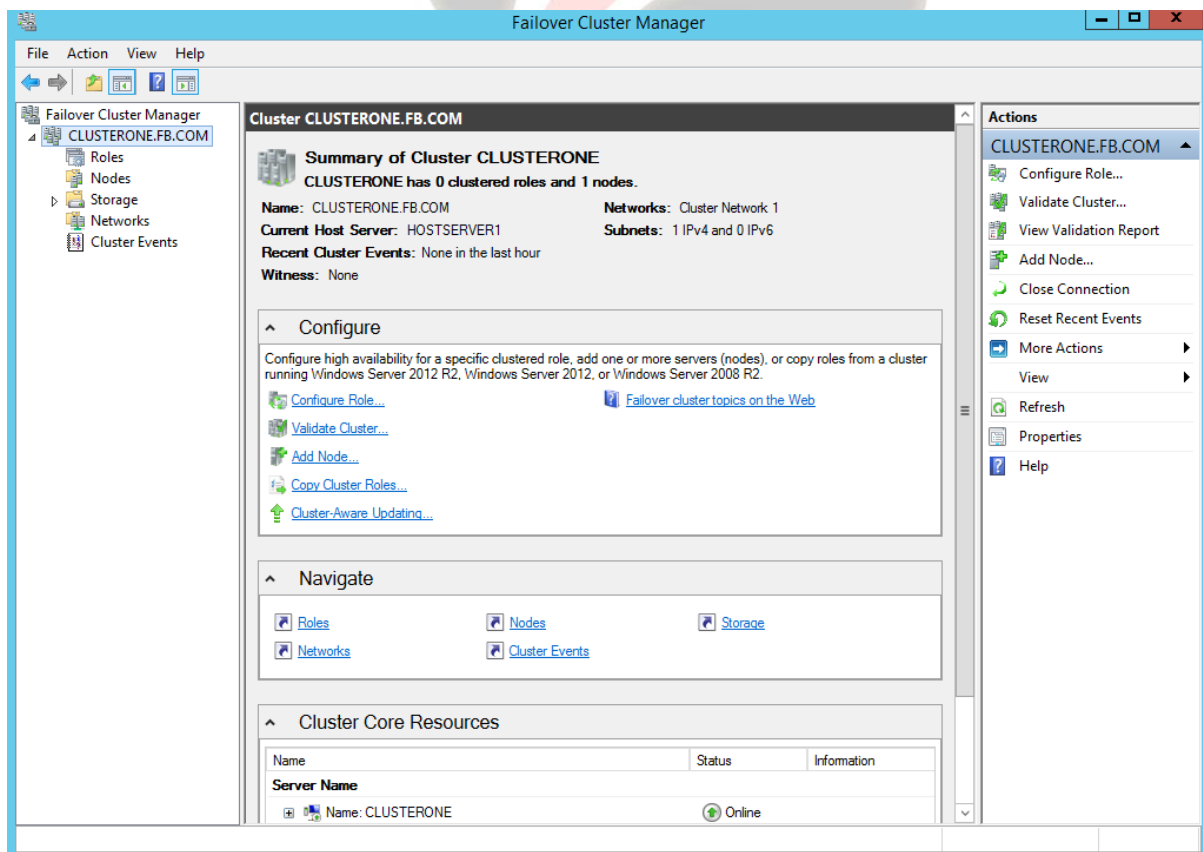 Failover Cluster Manager
File Action View Help
Failover Cluster Manager
CLUSTERONE.FB.COM
Roles
Nodes
Storage
Networks
Cluster Events
Cluster CLUSTERONE.FB.COM
Summary of Cluster CLUSTERONE
CLUSTERONE has 0 clustered roles and 1 nodes.
Name: CLUSTERONE.FB.COM Networks: Cluster Network 1
Current Host Server: HOSTSERVER1 Subnets: 1 IPv4 and 0 IPv6
Recent Cluster Events: None in the last hour
Witness: None
Configure
Configure high availability for a specific clustered role, add one or more servers (nodes), or copy roles from a cluster
running Windows Server 2012 R2, Windows Server 2012, or Windows Server 2008 R2.
Configure Role... Failover cluster topics on the Web
Validate Cluster...
Add Node...
Copy Cluster Roles...
Cluster-Aware Updating...
Navigate
Roles Nodes Storage
Networks Cluster Events
Cluster Core Resources
Name Status Information
Server Name
Name: CLUSTERONE Online
Actions
CLUSTERONE.FB.COM
Configure Role...
Validate Cluster...
View Validation Report
Add Node...
Close Connection
Reset Recent Events
More Actions
View
Refresh
Properties
Help